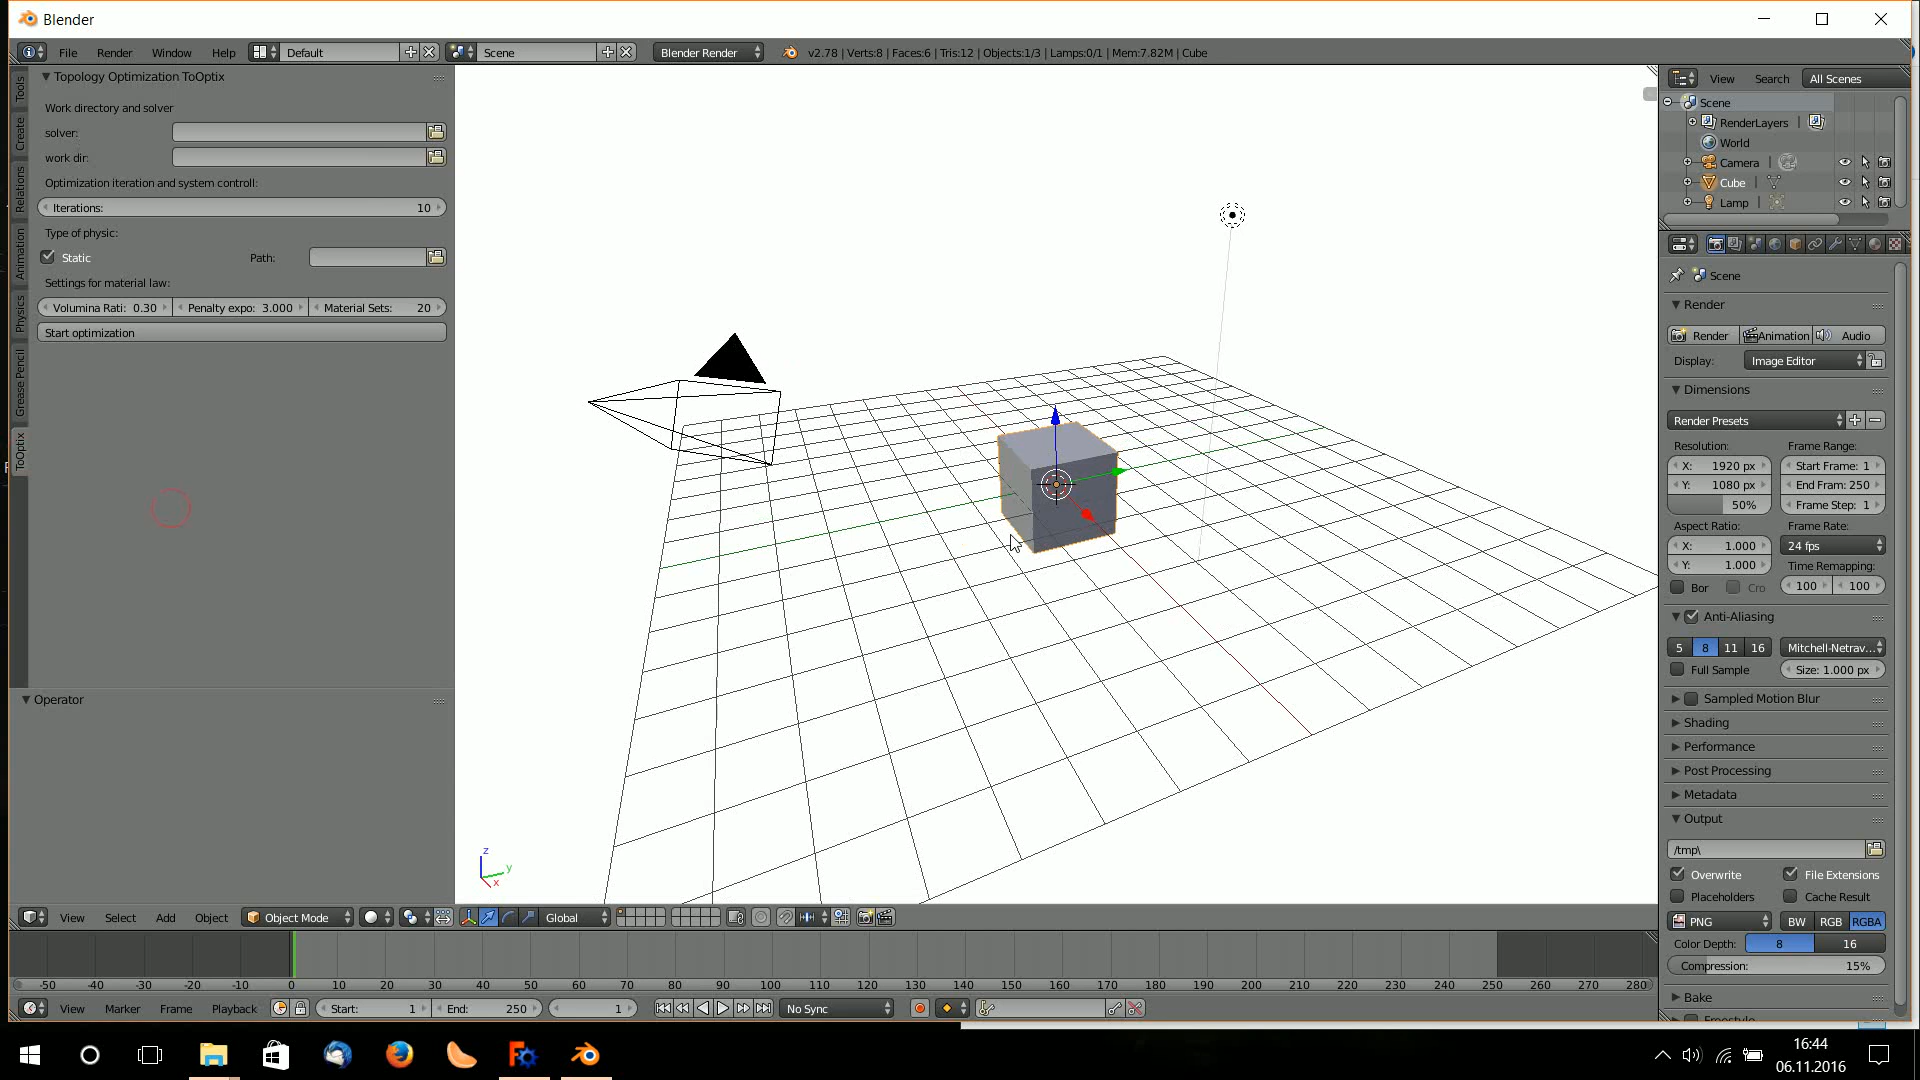 Blender
File Render Window Help Default Scene Blender Render v2.78 | Verts:8 | Faces:6 | Tris:12 | Objects:1/3 | Lamps:0/1 | Mem:7.82M | Cube
Tools
Create
Relations
Animation
Physics
Grease Pencil
ToOptix
Topology Optimization ToOptix
Work directory and solver
solver:
work dir:
Optimization iteration and system controll:
Iterations: 10
Type of physic:
Static Path:
Settings for material law:
Volumina Rati: 0.30 Penalty expo: 3.000 Material Sets: 20
Start optimization
Operator
z
y
x
View Search All Scenes
Scene
RenderLayers
World
Camera
Cube
Lamp
Scene
Render
Render Animation Audio
Display: Image Editor
Dimensions
Render Presets
Resolution: Frame Range:
X: 1920 px Start Frame: 1
Y: 1080 px End Fram: 250
50% Frame Step: 1
Aspect Ratio: Frame Rate:
X: 1.000 24 fps
Y: 1.000 Time Remapping:
Bor Cro 100 100
Anti-Aliasing
5 8 11 16 Mitchell-Netrav...
Full Sample Size: 1.000 px
Sampled Motion Blur
Shading
Performance
Post Processing
Metadata
Output
/tmp\
Overwrite File Extensions
Placeholders Cache Result
PNG BW RGB RGBA
Color Depth: 8 16
Compression: 15%
Bake
View Select Add Object Object Mode Global
-50 -40 -30 -20 -10 0 10 20 30 40 50 60 70 80 90 100 110 120 130 140 150 160 170 180 190 200 210 220 230 240 250 260 270 280
View Marker Frame Playback Start: 1 End: 250 1 No Sync
16:44
06.11.2016